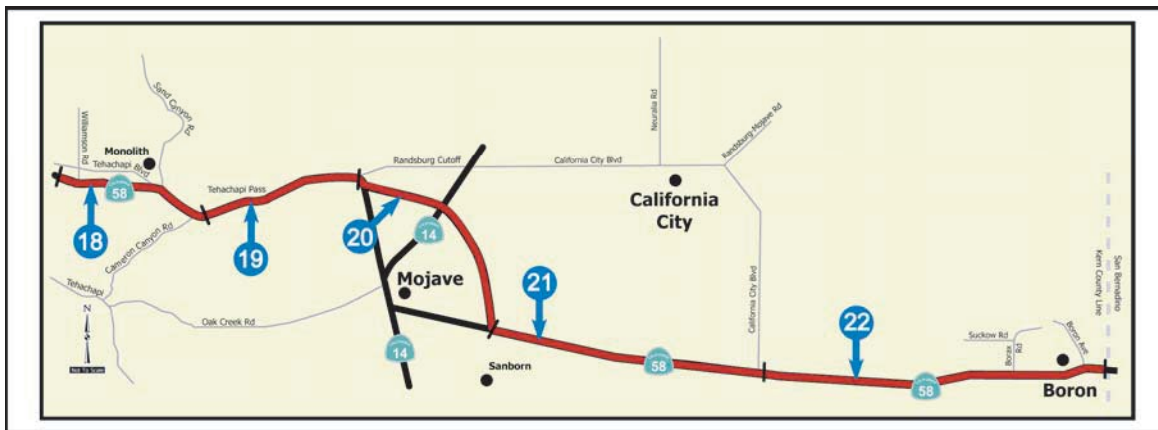 Williamson Rd
Sand Canyon Rd
Monolith
Tehachapi Blvd
58
18
Tehachapi Pass
19
Cameron Canyon Rd
Tehachapi
N
Not To Scale
Oak Creek Rd
Randsburg Cutoff
20
14
Mojave
14
21
Sanborn
California City Blvd
Neuralia Rd
Randsburg-Mojave Rd
California
City
California City Blvd
58
22
58
Suckow Rd
Borax
Rd
Boron Ave
Boron
Kern County Line
San Bernadino